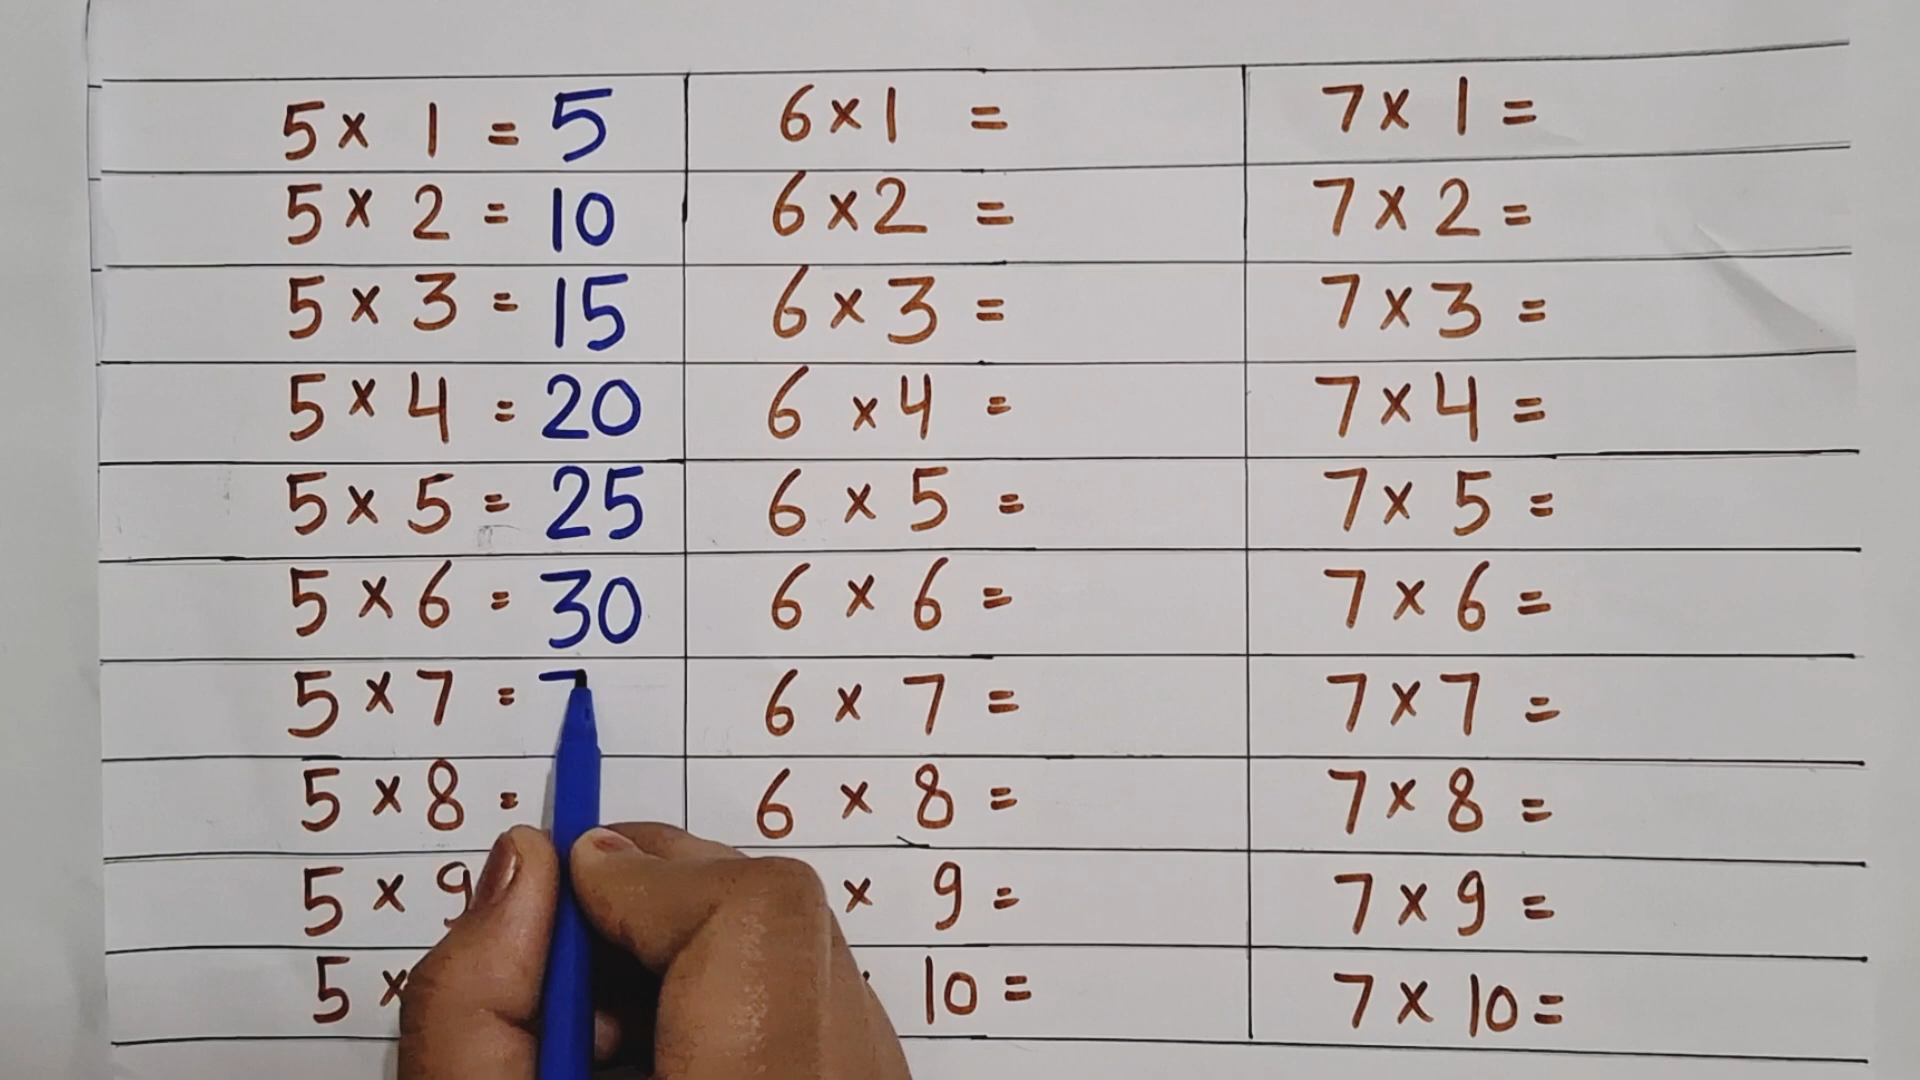 5 × 1 = 5
5 × 2 = 10
5 × 3 = 15
5 × 4 = 20
5 × 5 = 25
5 × 6 = 30
5 × 7 =
5 × 8 =
5 × 9
5 ×
6 × 1 =
6 × 2 =
6 × 3 =
6 × 4 =
6 × 5 =
6 × 6 =
6 × 7 =
6 × 8 =
× 9 =
10 =
7 × 1 =
7 × 2 =
7 × 3 =
7 × 4 =
7 × 5 =
7 × 6 =
7 × 7 =
7 × 8 =
7 × 9 =
7 × 10 =